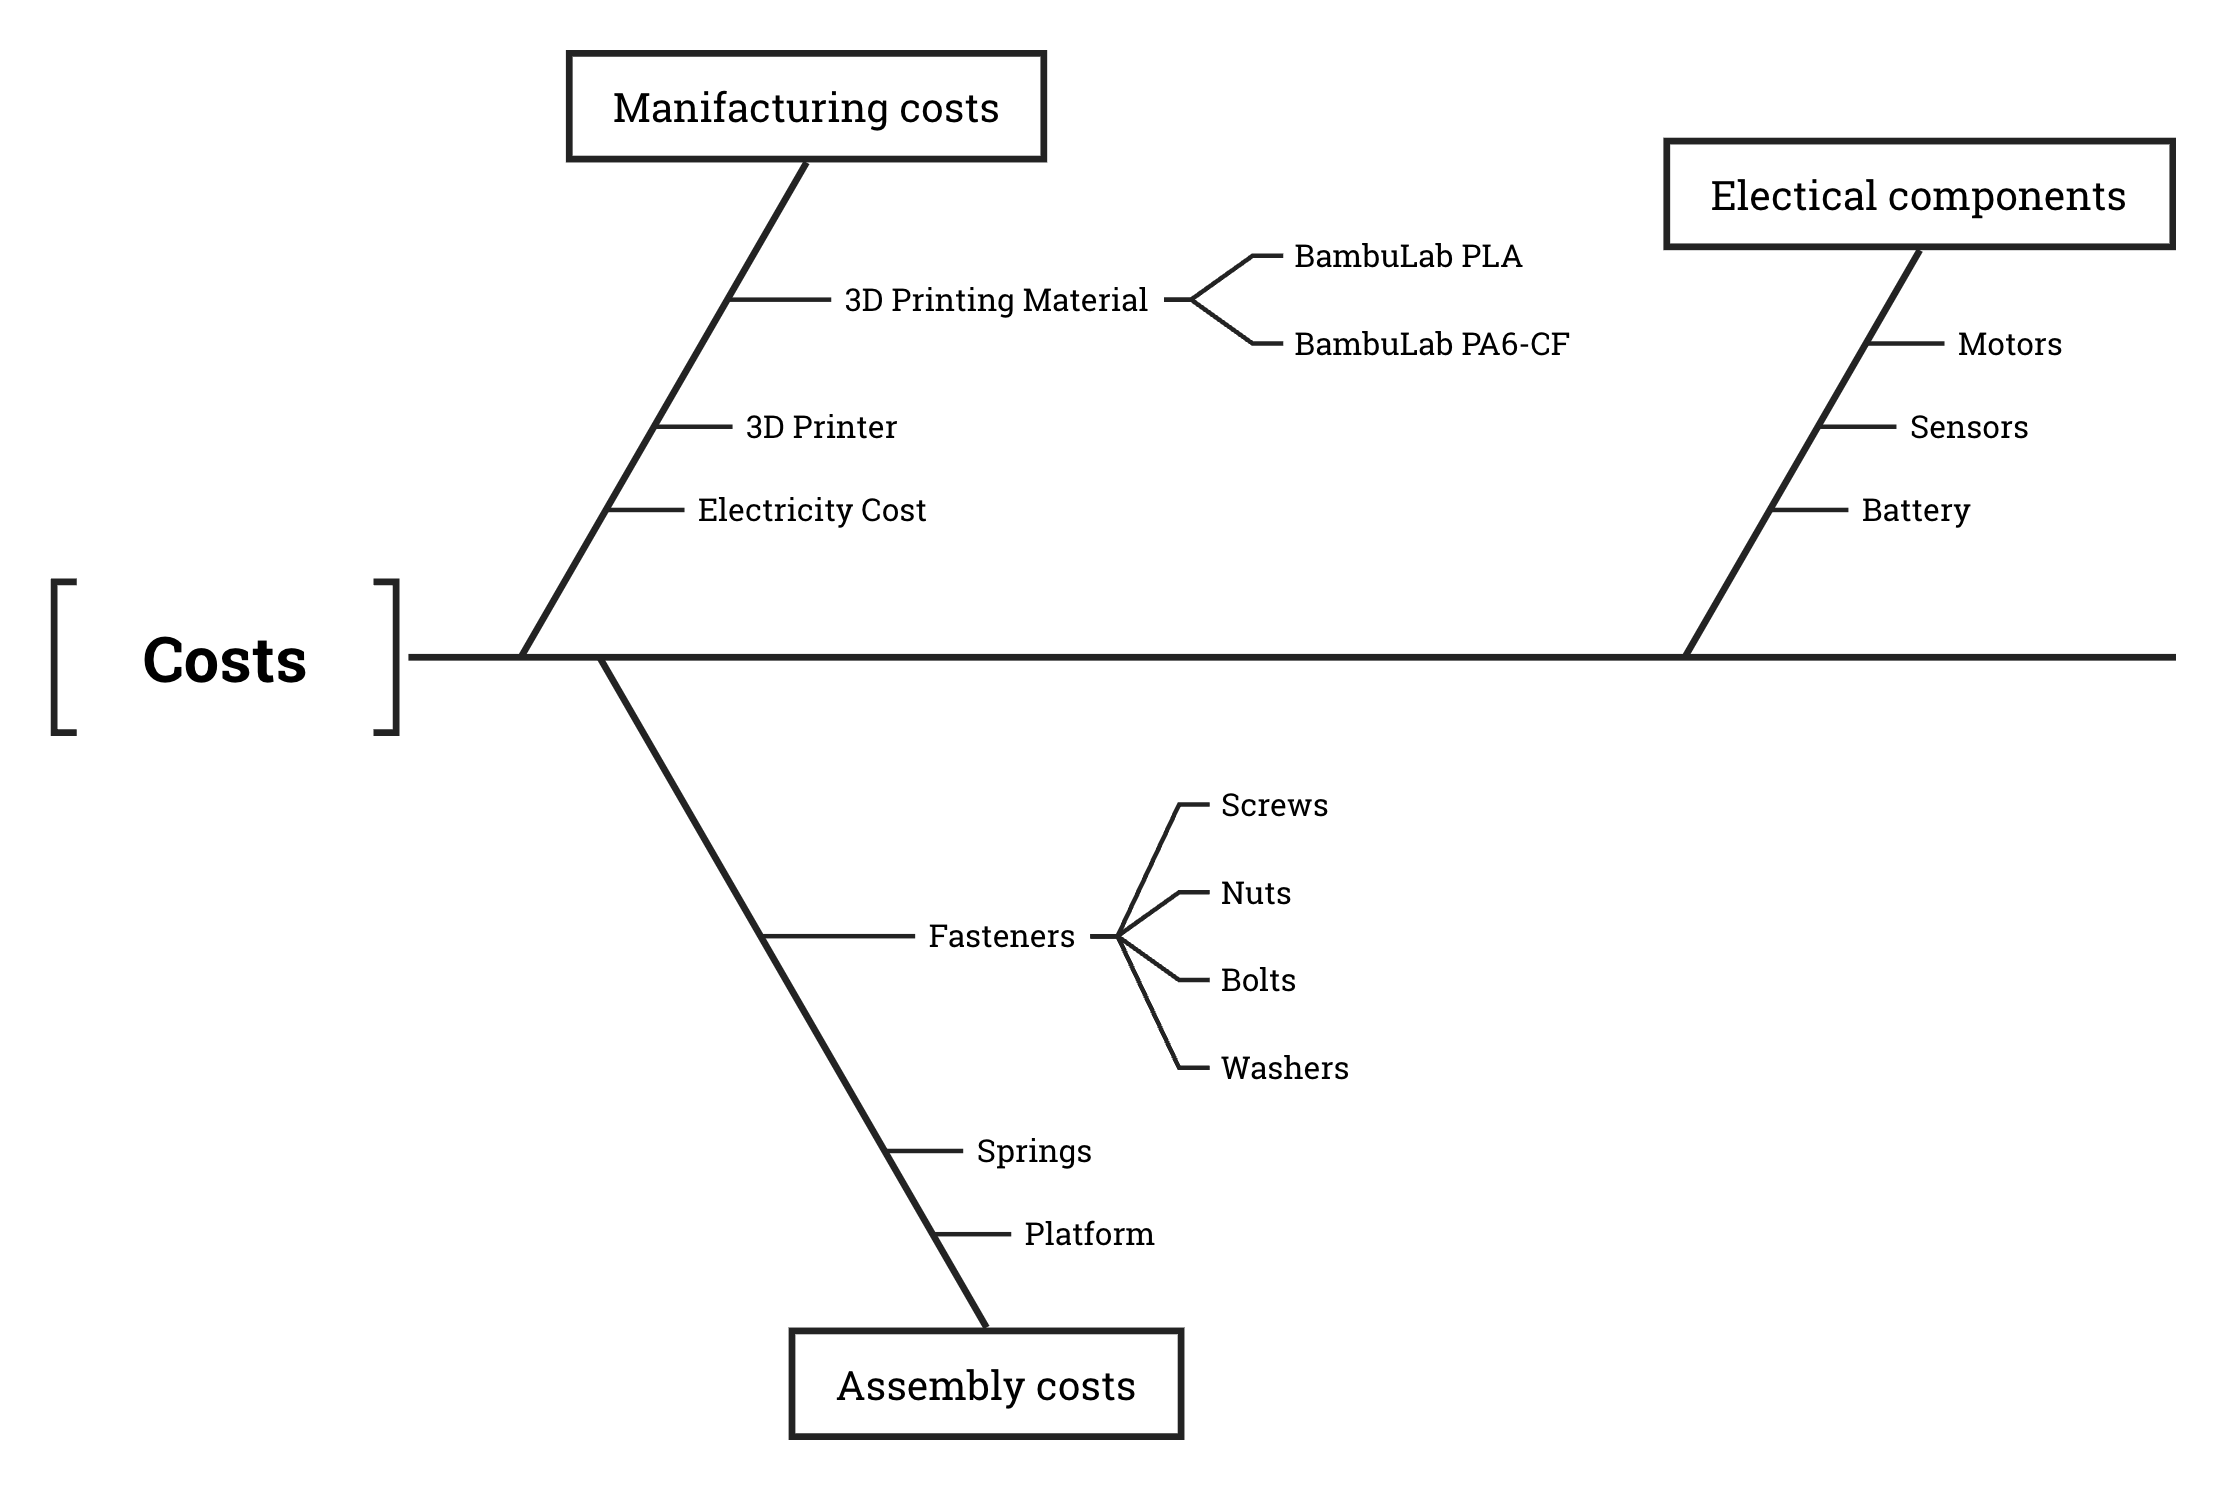 Manifacturing costs
Electical components
BambuLab PLA
3D Printing Material
BambuLab PA6-CF
Motors
3D Printer
Sensors
Electricity Cost
Battery
Costs
Screws
Nuts
Fasteners
Bolts
Washers
Springs
Platform
Assembly costs